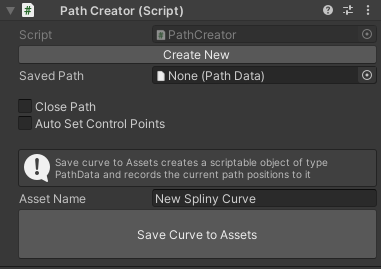 Path Creator (Script)
Script PathCreator
Create New
Saved Path None (Path Data)
Close Path
Auto Set Control Points
Save curve to Assets creates a scriptable object of type
PathData and records the current path positions to it
Asset Name New Spliny Curve
Save Curve to Assets